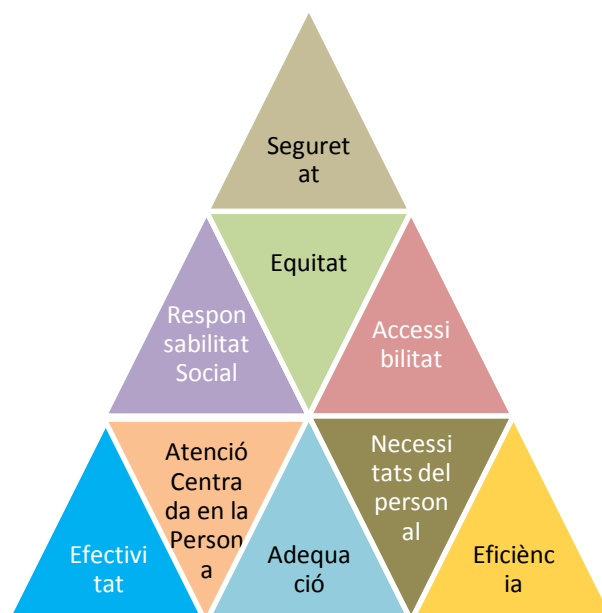 Seguret
at
Equitat
Respon
sabilitat
Social
Accessi
bilitat
Atenció
Centra
da en la
Person
a
Necessi
tats del
person
al
Efectivi
tat
Adequa
ció
Eficiènc
ia